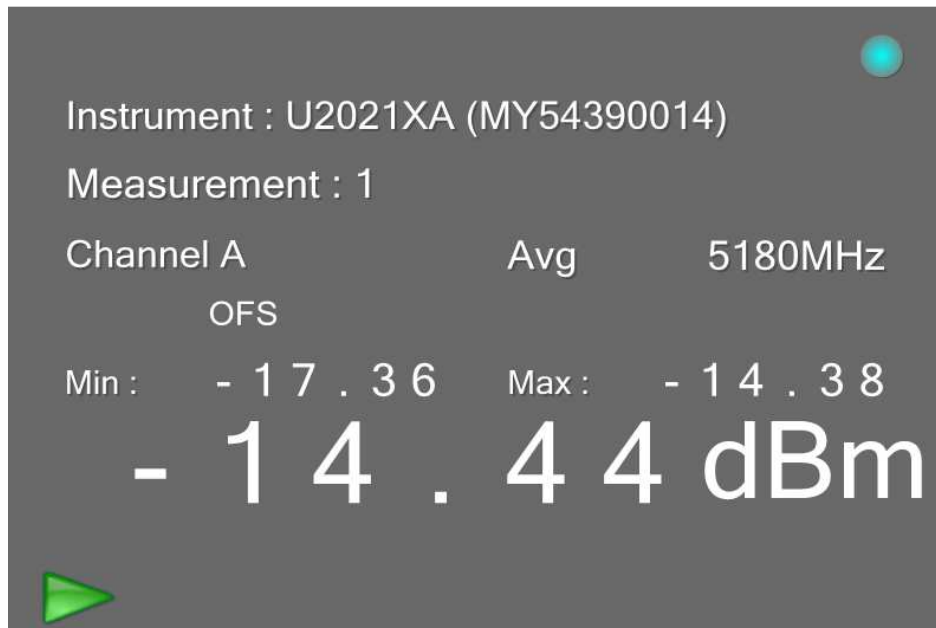 Instrument : U2021XA (MY54390014)
Measurement : 1
Channel A Avg 5180MHz
OFS
Min : -17.36 Max : -14.38
-14.44 dBm